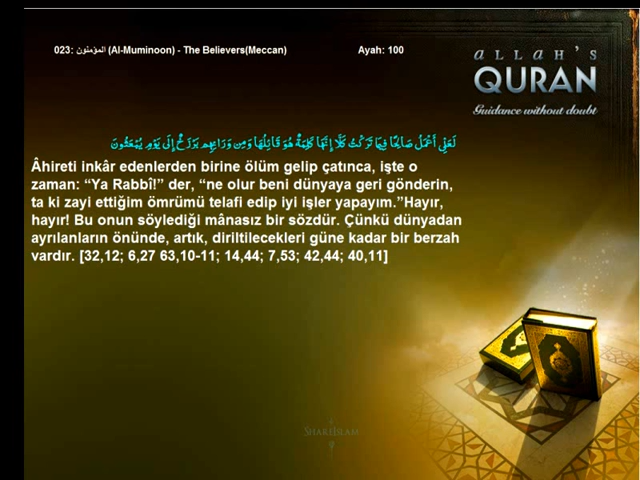 023: المؤمنون (Al-Muminoon) - The Believers(Meccan) Ayah: 100
ALLAH'S
QURAN
Guidance without doubt
لَعَلِّي أَعْمَلُ صَالِحًا فِيمَا تَرَكْتُ كَلَّا إِنَّهَا كَلِمَةٌ هُوَ قَائِلُهَا وَمِن وَرَائِهِم بَرْزَخٌ إِلَى يَوْمِ يُبْعَثُونَ
Âhireti inkâr edenlerden birine ölüm gelip çatınca, işte o
zaman: “Ya Rabbî!” der, “ne olur beni dünyaya geri gönderin,
ta ki zayi ettiğim ömrümü telafi edip iyi işler yapayım.”Hayır,
hayır! Bu onun söylediği mânasız bir sözdür. Çünkü dünyadan
ayrılanların önünde, artık, diriltilecekleri güne kadar bir berzah
vardır. [32,12; 6,27 63,10-11; 14,44; 7,53; 42,44; 40,11]
SHAREISLAM